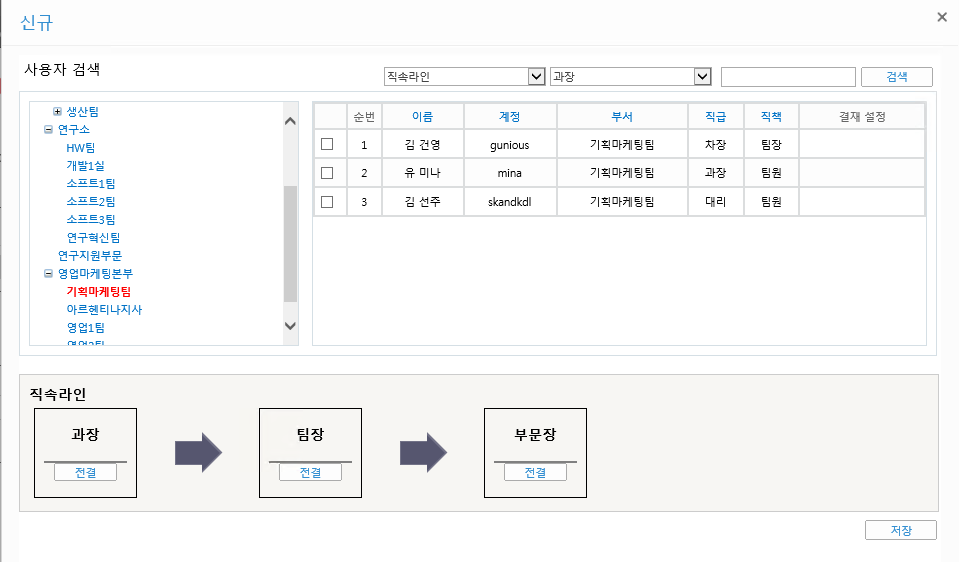 신규
사용자 검색
직속라인 과장 검색
생산팀
연구소
HW팀
개발1실
소프트1팀
소프트2팀
소프트3팀
연구혁신팀
연구지원부문
영업마케팅본부
기획마케팅팀
아르헨티나지사
영업1팀
영업2팀
순번 이름 계정 부서 직급 직책 결재 설정
1 김 건영 gunious 기획마케팅팀 차장 팀장
2 유 미나 mina 기획마케팅팀 과장 팀원
3 김 선주 skandkdl 기획마케팅팀 대리 팀원
직속라인
과장 팀장 부문장
전결 전결 전결
저장